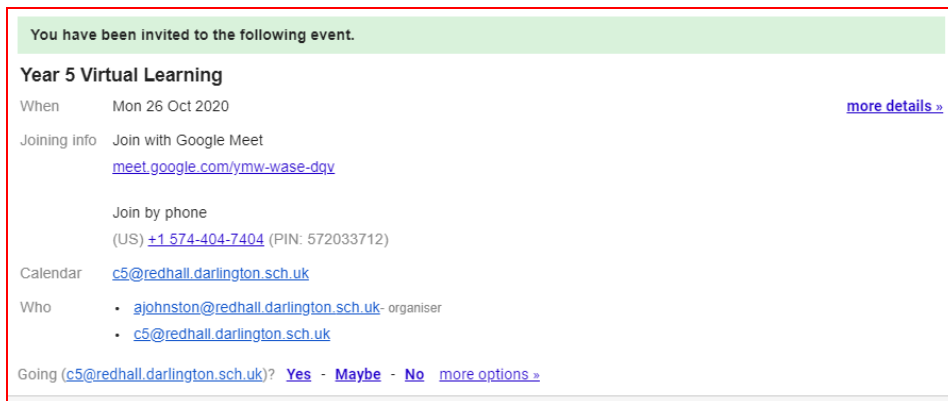 You have been invited to the following event.
Year 5 Virtual Learning
When Mon 26 Oct 2020 more details »
Joining info Join with Google Meet
meet.google.com/ymw-wase-dqv
Join by phone
(US) +1 574-404-7404 (PIN: 572033712)
Calendar c5@redhall.darlington.sch.uk
Who • ajohnston@redhall.darlington.sch.uk- organiser
• c5@redhall.darlington.sch.uk
Going (c5@redhall.darlington.sch.uk)? Yes - Maybe - No more options »